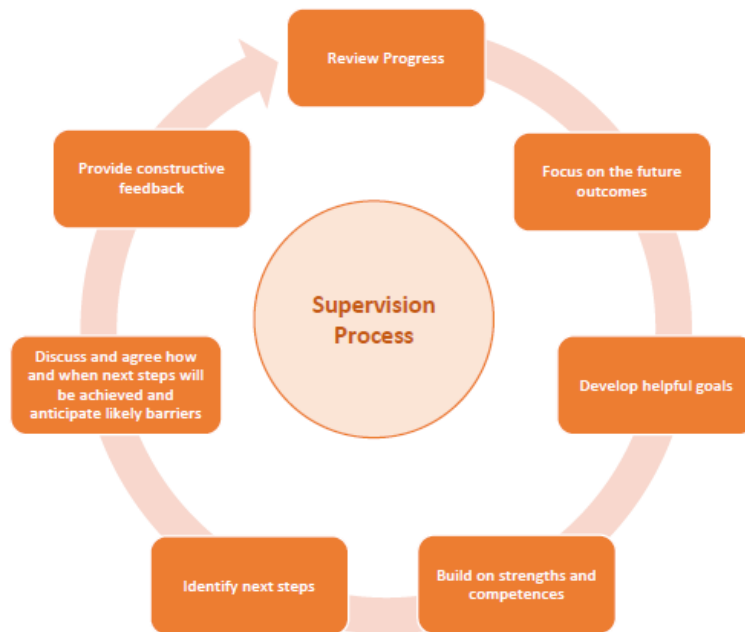 Review Progress
Focus on the future
outcomes
Develop helpful goals
Build on strengths and
competences
Identify next steps
Discuss and agree how
and when next steps will
be achieved and
anticipate likely barriers
Provide constructive
feedback
Supervision
Process